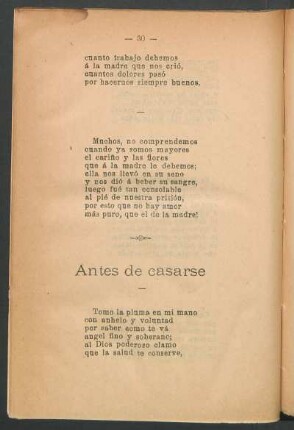 — 30 —
cuanto trabajo debemos
á la madre que nos crió,
cuantos dolores pasó
por hacernos siempre buenos.
—
Muchos, no comprendemos
cuando ya somos mayores
el cariño y las flores
que á la madre le debemos;
ella nos llevó en su seno
y nos dió á beber su sangre,
luego fué tan consolable
al pié de nuestra prisión,
por esto que no hay amor
más puro, que el de la madre!
Antes de casarse
—
Tomo la pluma en mi mano
con anhelo y voluntad
por saber como te vá
angel fino y soberano;
al Dios poderoso clamo
que la salud te conserve,